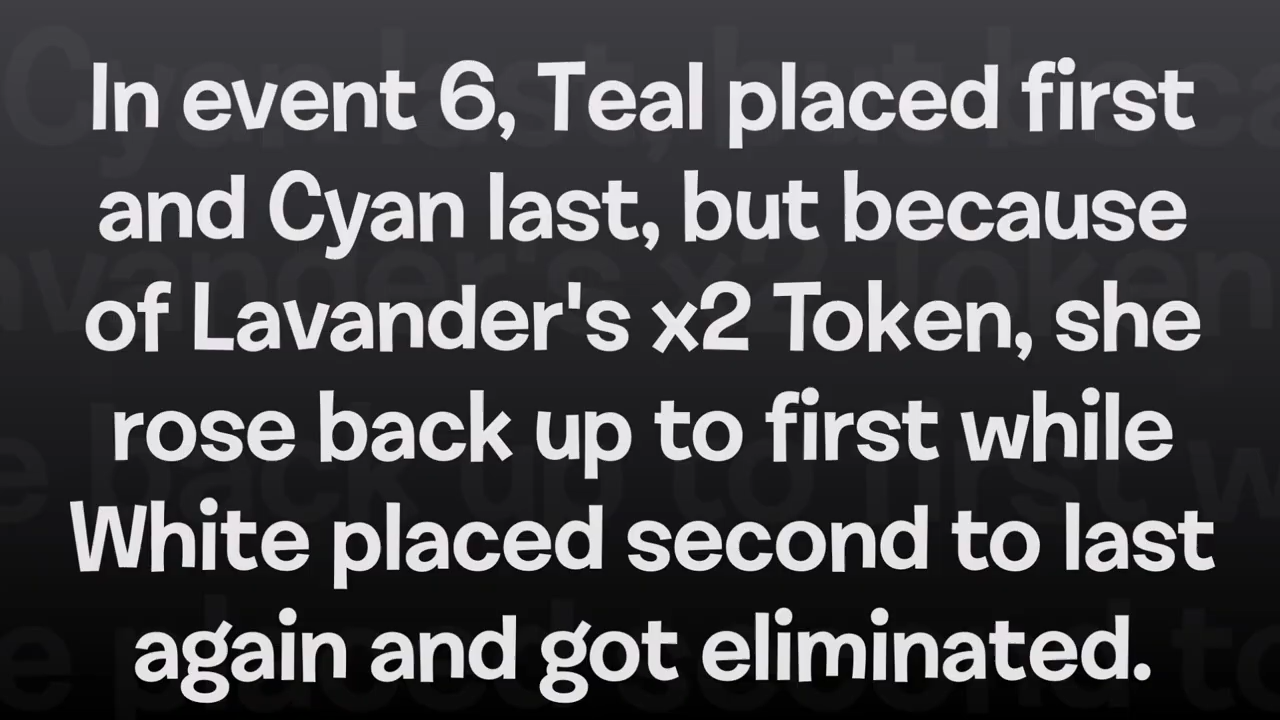 In event 6, Teal placed first
and Cyan last, but because
of Lavander's x2 Token, she
rose back up to first while
White placed second to last
again and got eliminated.